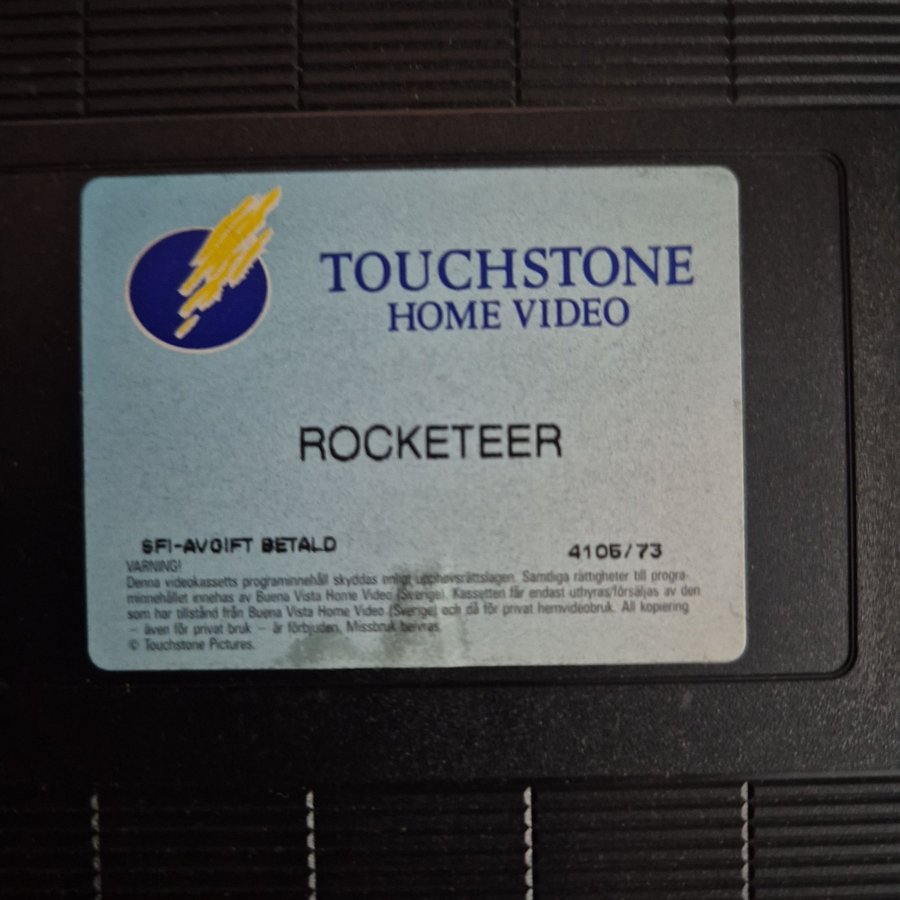 TOUCHSTONE
HOME VIDEO
ROCKETEER
SFI-AVGIFT BETALD
4105/73
VARNING!
Denna videokassetts programinnehåll skyddas enligt upphovsrättslagen. Samtliga rättigheter till progra-
minnehållet innehas av Buena Vista Home Video (Sverige). Kassetten får endast uthyras/försäljas av den
som har tillstånd från Buena Vista Home Video (Sverige) och då för privat hemvideobruk. All kopiering
– även för privat bruk – är förbjuden. Missbruk beivras.
© Touchstone Pictures.